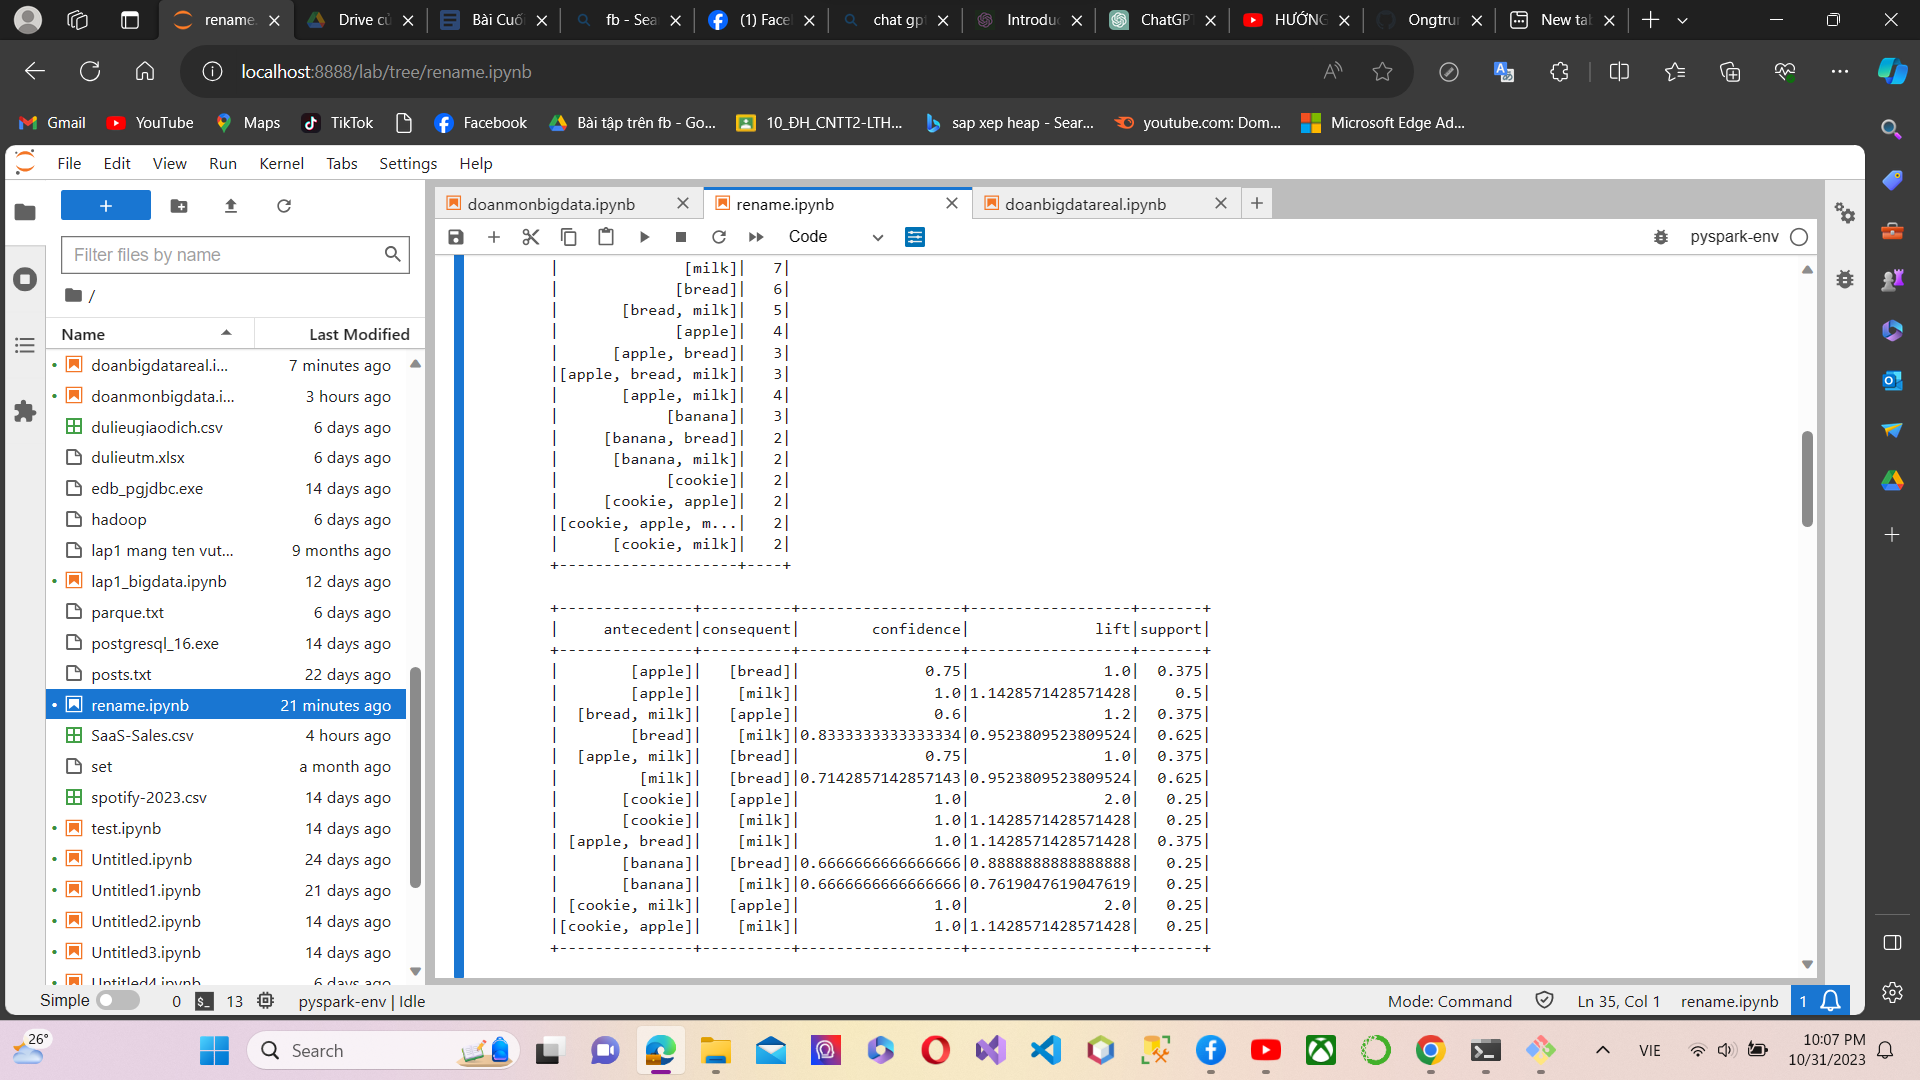 rename.
Drive củ
Bài Cuối
fb - Sea
(1) Face
chat gpt
Introduc
ChatGPT
HƯỚNG
Ongtrun
New tab
localhost:8888/lab/tree/rename.ipynb
Gmail
YouTube
Maps
TikTok
Facebook
Bài tập trên fb - Go...
10_ĐH_CNTT2-LTH...
sap xep heap - Sear...
youtube.com: Dom...
Microsoft Edge Ad...
File Edit View Run Kernel Tabs Settings Help
doanmonbigdata.ipynb
rename.ipynb
doanbigdatareal.ipynb
Code
pyspark-env
Filter files by name
/
Name Last Modified
doanbigdatareal.i... 7 minutes ago
doanmonbigdata.i... 3 hours ago
dulieugiaodich.csv 6 days ago
dulieutm.xlsx 6 days ago
edb_pgjdbc.exe 14 days ago
hadoop 6 days ago
lap1 mang ten vut... 9 months ago
lap1_bigdata.ipynb 12 days ago
parque.txt 6 days ago
postgresql_16.exe 14 days ago
posts.txt 22 days ago
rename.ipynb 21 minutes ago
SaaS-Sales.csv 4 hours ago
set a month ago
spotify-2023.csv 14 days ago
test.ipynb 14 days ago
Untitled.ipynb 24 days ago
Untitled1.ipynb 21 days ago
Untitled2.ipynb 14 days ago
Untitled3.ipynb 14 days ago
Untitled4.ipynb 6 days ago
| [milk]| 7|
| [bread]| 6|
| [bread, milk]| 5|
| [apple]| 4|
| [apple, bread]| 3|
|[apple, bread, milk]| 3|
| [apple, milk]| 4|
| [banana]| 3|
| [banana, bread]| 2|
| [banana, milk]| 2|
| [cookie]| 2|
| [cookie, apple]| 2|
|[cookie, apple, m...| 2|
| [cookie, milk]| 2|
+--------------------+----+
+---------------+----------+------------------+------------------+-------+
| antecedent|consequent| confidence| lift|support|
+---------------+----------+------------------+------------------+-------+
| [apple]| [bread]| 0.75| 1.0| 0.375|
| [apple]| [milk]| 1.0|1.1428571428571428| 0.5|
| [bread, milk]| [apple]| 0.6| 1.2| 0.375|
| [bread]| [milk]|0.8333333333333334|0.9523809523809524| 0.625|
| [apple, milk]| [bread]| 0.75| 1.0| 0.375|
| [milk]| [bread]|0.7142857142857143|0.9523809523809524| 0.625|
| [cookie]| [apple]| 1.0| 2.0| 0.25|
| [cookie]| [milk]| 1.0|1.1428571428571428| 0.25|
| [apple, bread]| [milk]| 1.0|1.1428571428571428| 0.375|
| [banana]| [bread]|0.6666666666666666|0.8888888888888888| 0.25|
| [banana]| [milk]|0.6666666666666666|0.7619047619047619| 0.25|
| [cookie, milk]| [apple]| 1.0| 2.0| 0.25|
|[cookie, apple]| [milk]| 1.0|1.1428571428571428| 0.25|
+---------------+----------+------------------+------------------+-------+
Simple 0 13 pyspark-env | Idle
Mode: Command Ln 35, Col 1 rename.ipynb 1
26°
Search
VIE
10:07 PM
10/31/2023